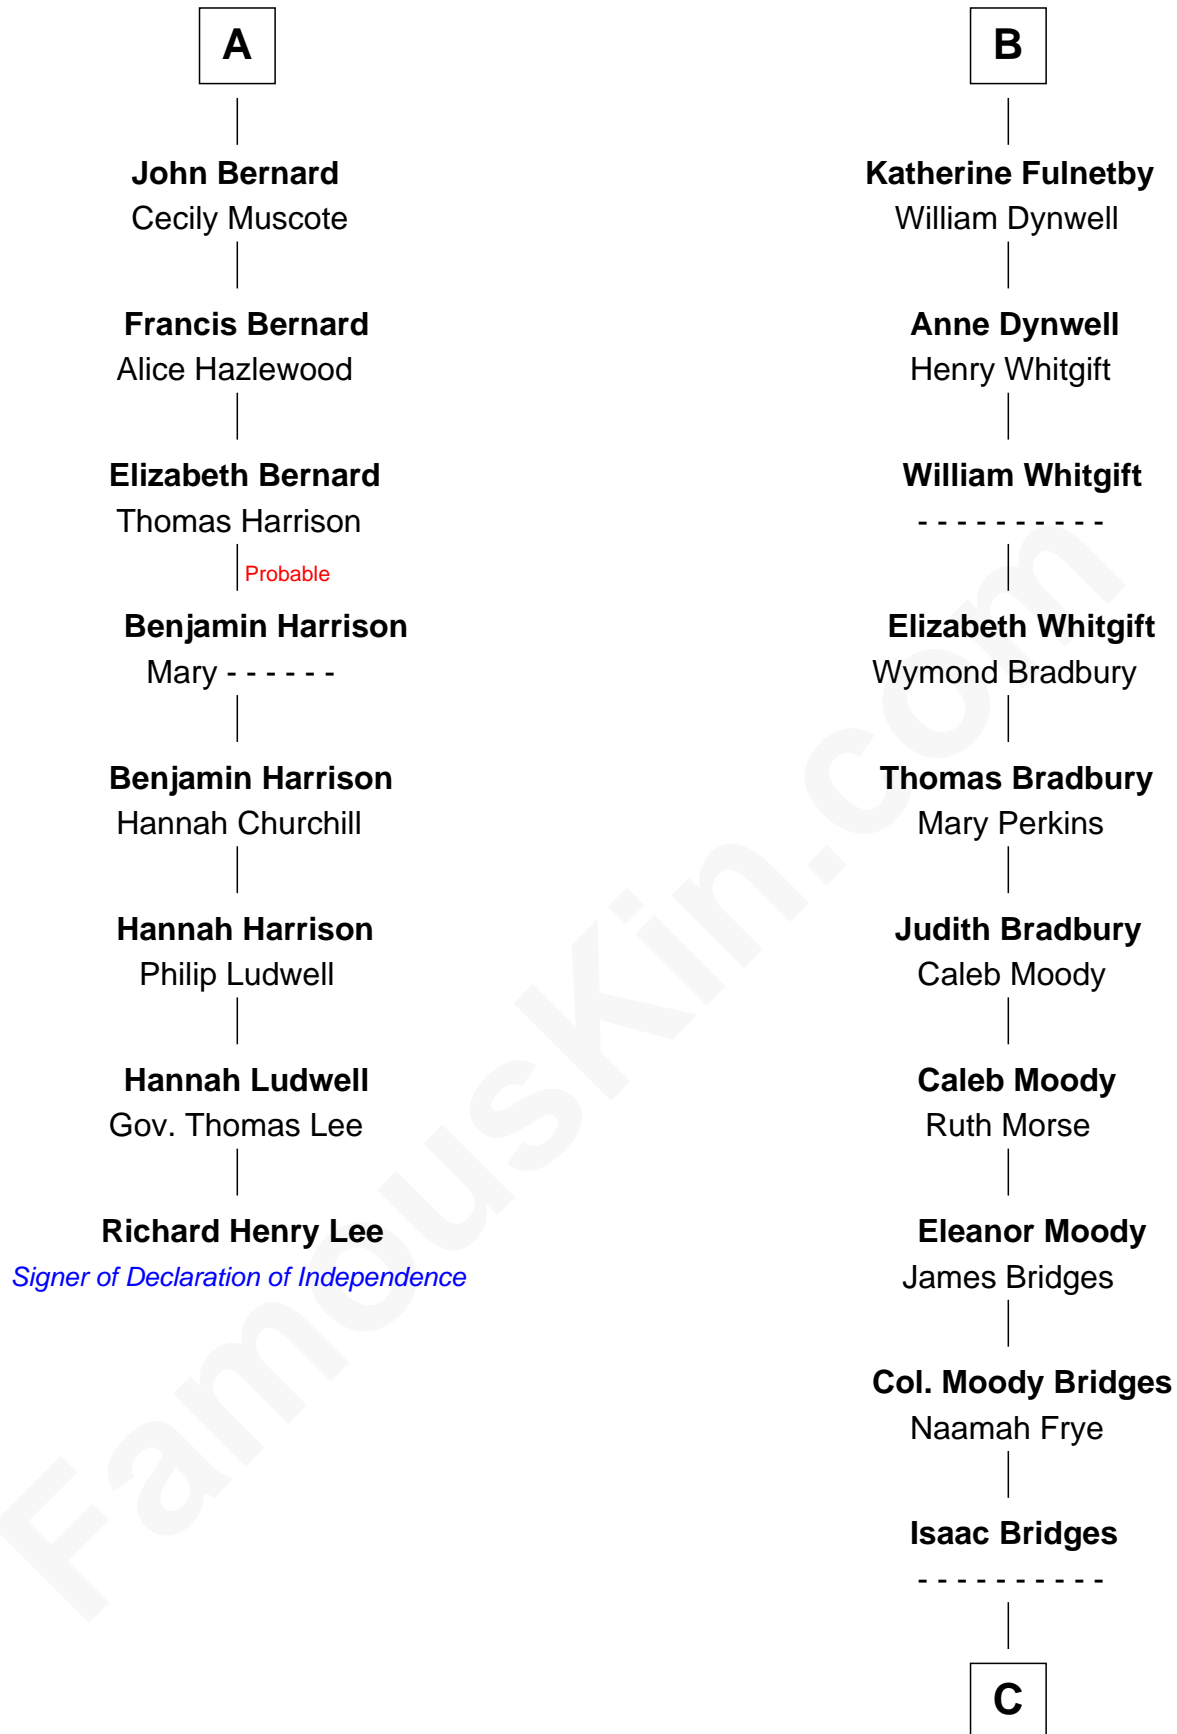 A
John Bernard
Cecily Muscote
Francis Bernard
Alice Hazlewood
Elizabeth Bernard
Thomas Harrison
Probable
Benjamin Harrison
Mary - - - - - -
Benjamin Harrison
Hannah Churchill
Hannah Harrison
Philip Ludwell
Hannah Ludwell
Gov. Thomas Lee
Richard Henry Lee
Signer of Declaration of Independence
B
Katherine Fulnetby
William Dynwell
Anne Dynwell
Henry Whitgift
William Whitgift
- - - - - - - - - -
Elizabeth Whitgift
Wymond Bradbury
Thomas Bradbury
Mary Perkins
Judith Bradbury
Caleb Moody
Caleb Moody
Ruth Morse
Eleanor Moody
James Bridges
Col. Moody Bridges
Naamah Frye
Isaac Bridges
- - - - - - - - - -
C
FamousKin.com